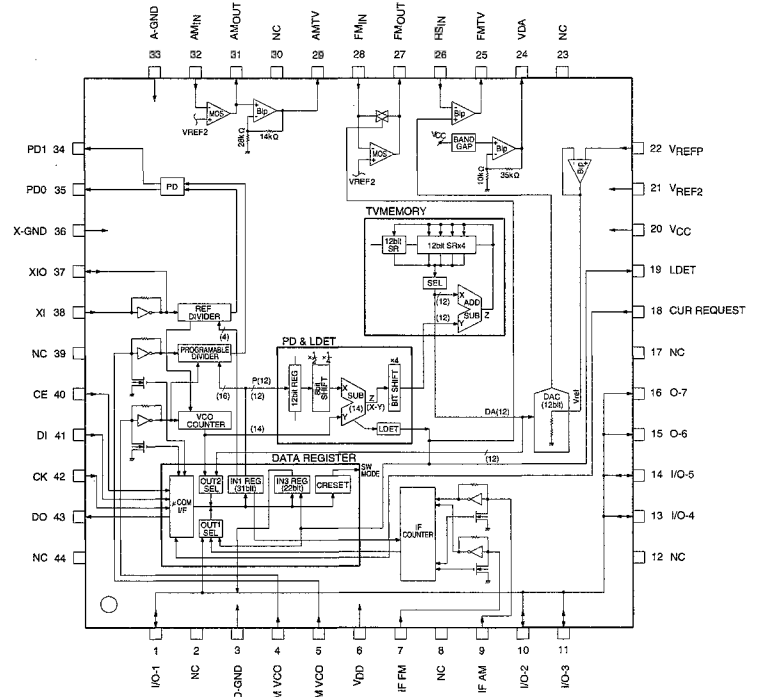 A-GND
AMIN
AMOUT
NC
AMTV
FMIN
FMOUT
HSIN
FMTV
VDA
NC
33
32
31
30
29
28
27
26
25
24
23
MOS
VREF2
Bip
28kΩ
14kΩ
MOS
VREF2
Bip
VCC
BAND GAP
Bip
10kΩ
35kΩ
Bip
PD1 34
PD0 35
X-GND 36
XIO 37
XI 38
NC 39
CE 40
DI 41
CK 42
DO 43
NC 44
22 VREFP
21 VREF2
20 VCC
19 LDET
18 CUR REQUEST
17 NC
16 O-7
15 O-6
14 I/O-5
13 I/O-4
12 NC
PD
TVMEMORY
12bit SR
12bit SRx4
SEL
(12)
(12)
X
ADD
SUB
Y
Z
REF DIVIDER
(4)
PROGRAMABLE DIVIDER
(16)
P(12)
(12)
VCO COUNTER
(14)
PD & LDET
12bit REG
8bit SHIFT
X
SUB
(14)
Y
Z
(X-Y)
×4
BIT SHIFT
LDET
DA(12)
DAC
(12bit)
Vref
(12)
DATA REGISTER
SW MODE
μCOM I/F
OUT2 SEL
IN1 REG (31bit)
IN3 REG (22bit)
CRESET
OUT1 SEL
IF COUNTER
1
2
3
4
5
6
7
8
9
10
11
I/O-1
NC
D-GND
M VCO
M VCO
VDD
IF FM
NC
IF AM
I/O-2
I/O-3